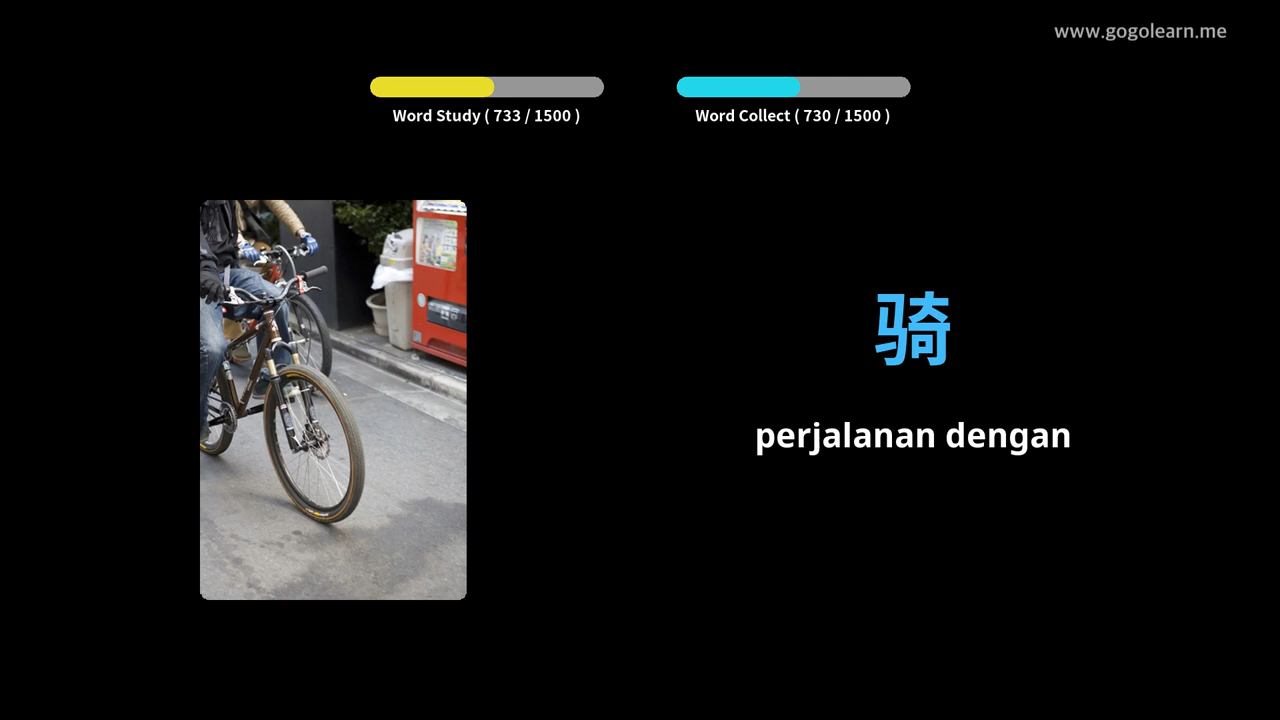 www.gogolearn.me
Word Study ( 733 / 1500 )
Word Collect ( 730 / 1500 )
骑
perjalanan dengan